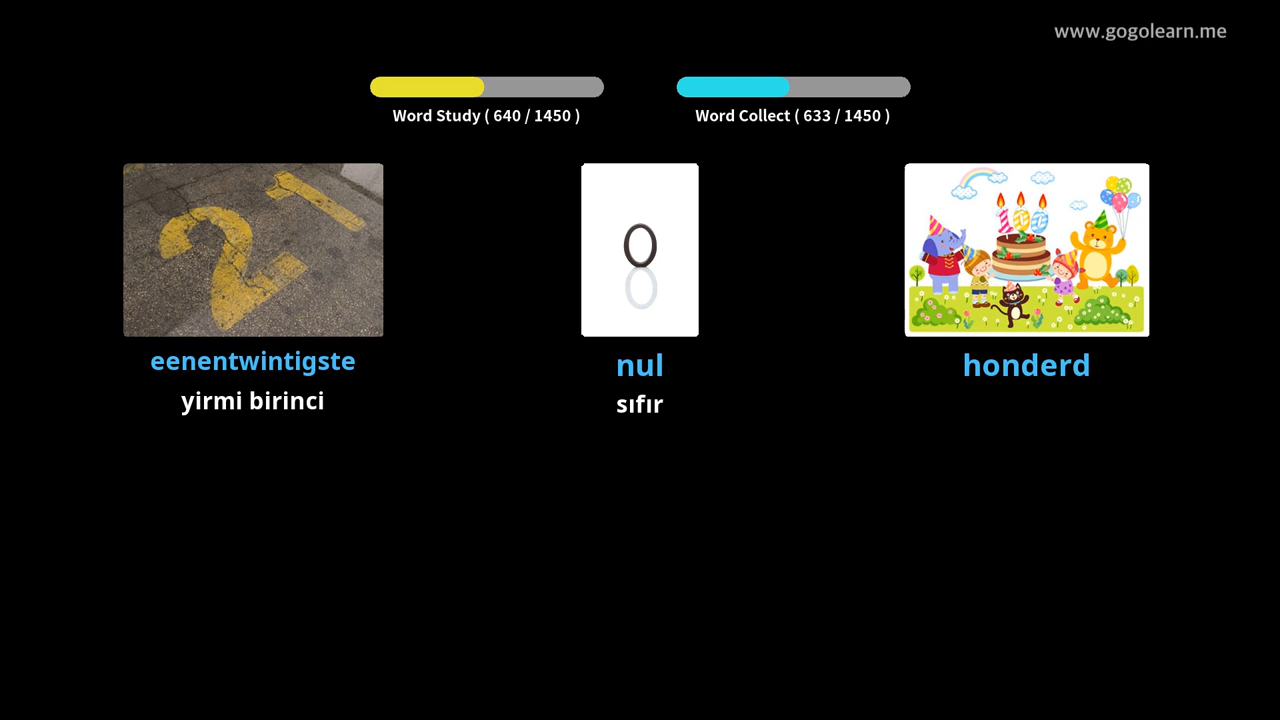 www.gogolearn.me
Word Study ( 640 / 1450 )
Word Collect ( 633 / 1450 )
21
0
100
eenentwintigste
yirmi birinci
nul
sıfır
honderd